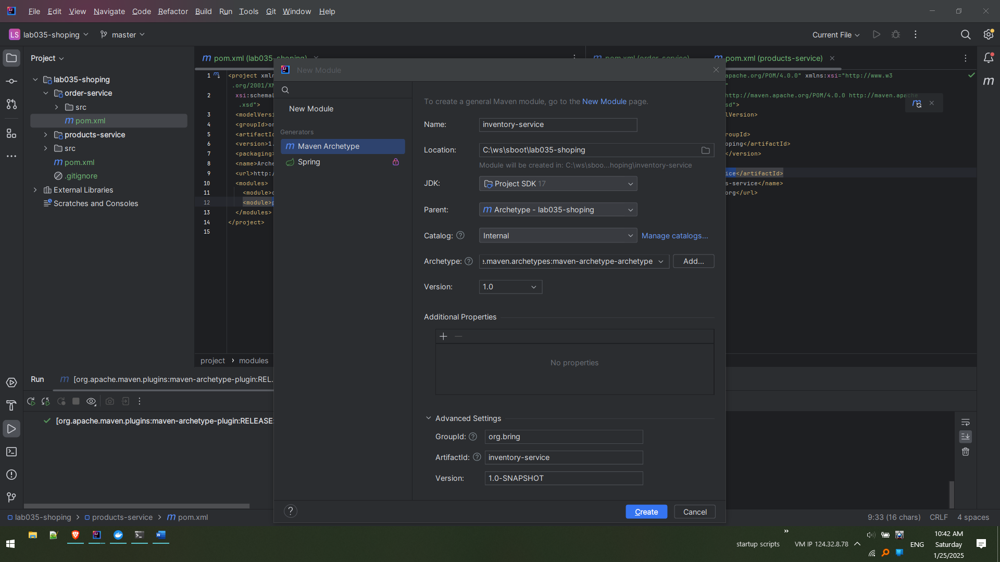 File Edit View Navigate Code Refactor Build Run Tools Git Window Help
LS lab035-shoping master Current File
Project
lab035-shoping
order-service
src
pom.xml
products-service
src
pom.xml
.gitignore
External Libraries
Scratches and Consoles
pom.xml (lab035-shoping)
pom.xml (order-service)
pom.xml (products-service)
1 <project xmln
.org/2001/XM
2 xsi:schemaL
.xsd">
3 <modelVersi
4 <groupId>or
5 <artifactId
6 <version>1.
7 <packaging>
8 <name>Arche
9 <url>http:/
10 <modules>
11 <module>o
12 <module>p
13 </modules>
14 </project>
15
project › modules
New Module
New Module
Generators
Maven Archetype
Spring
To create a general Maven module, go to the New Module page.
Name: inventory-service
Location: C:\ws\sboot\lab035-shoping
Module will be created in: C:\ws\sboo...hoping\inventory-service
JDK: Project SDK 17
Parent: Archetype - lab035-shoping
Catalog: Internal Manage catalogs...
Archetype: e.maven.archetypes:maven-archetype-archetype Add...
Version: 1.0
Additional Properties
No properties
Advanced Settings
GroupId: org.bring
ArtifactId: inventory-service
Version: 1.0-SNAPSHOT
? Create Cancel
apache.org/POM/4.0.0" xmlns:xsi="http://www.w3
"
http://maven.apache.org/POM/4.0.0 http://maven.apache
sd">
lVersion>
roupId>
oping</artifactId>
</version>
ice</artifactId>
s-service</name>
org</url>
Run [org.apache.maven.plugins:maven-archetype-plugin:REL...
[org.apache.maven.plugins:maven-archetype-plugin:RELEASE:
lab035-shoping › products-service › pom.xml
9:33 (16 chars) CRLF 4 spaces
startup scripts
VM IP 124.32.8.78
ENG
10:42 AM
Saturday
1/25/2025